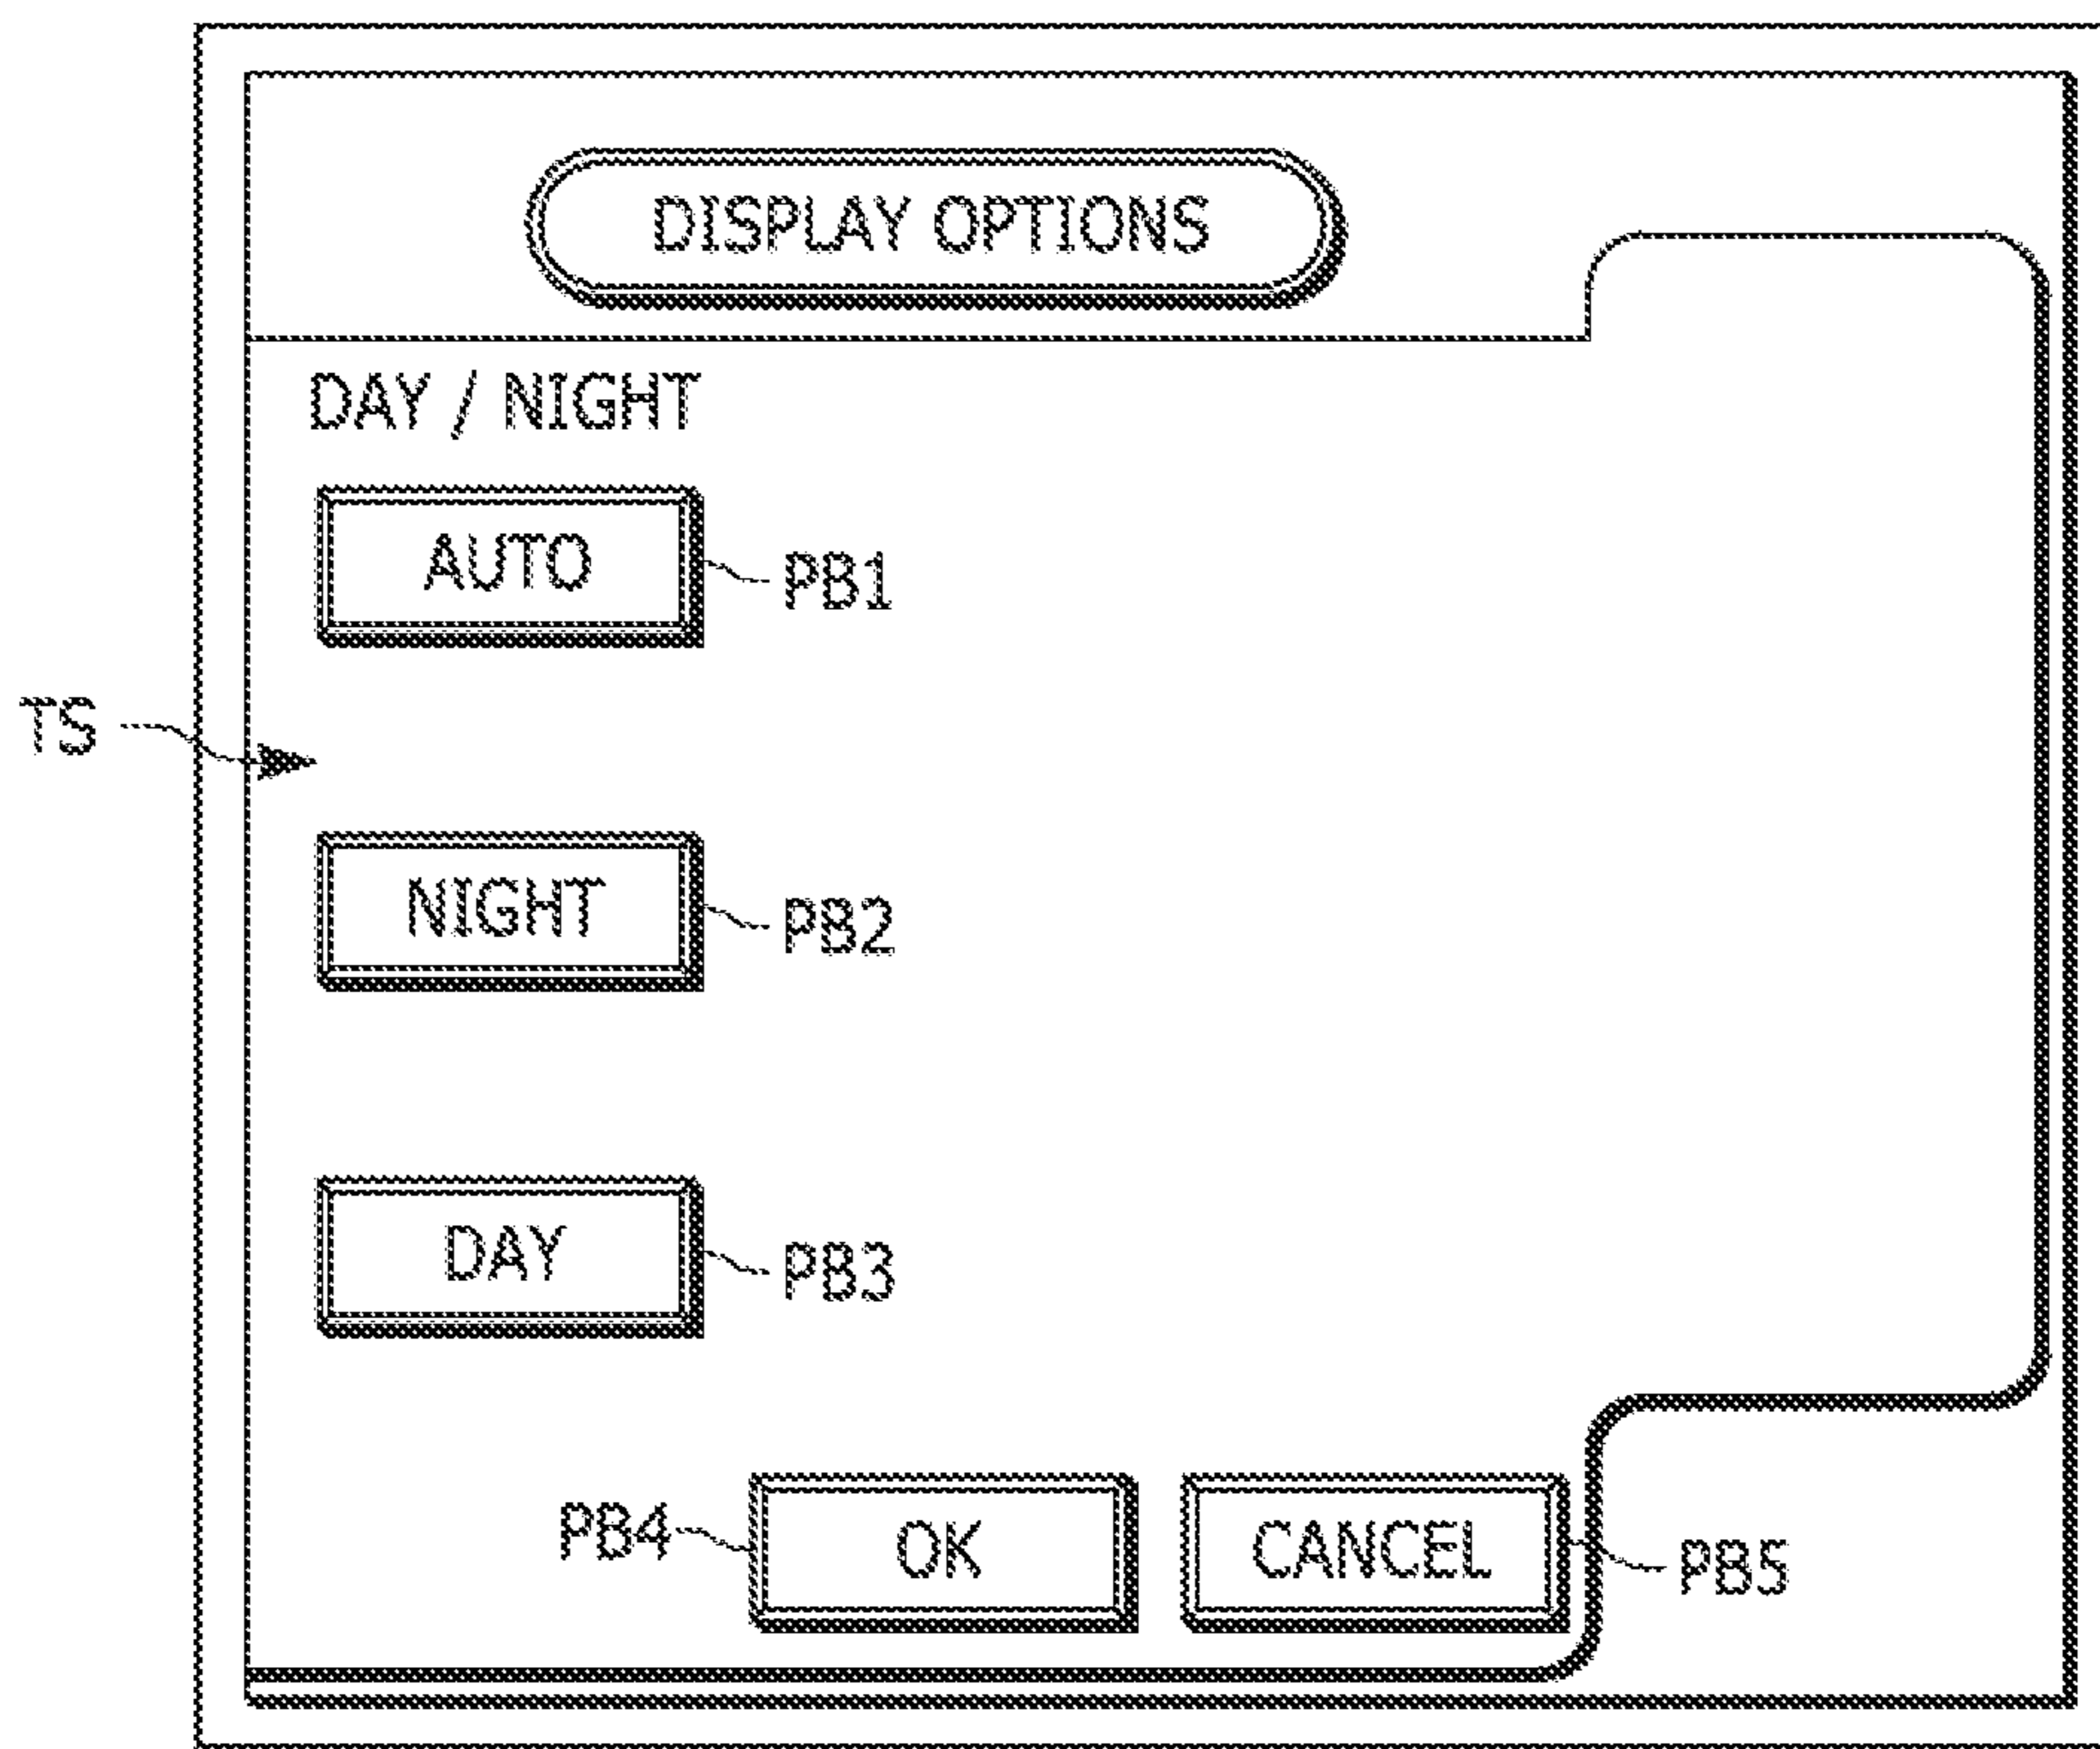 DISPLAY OPTIONS
DAY / NIGHT
AUTO
PB1
TS
NIGHT
PB2
DAY
PB3
PB4
OK
CANCEL
PB5